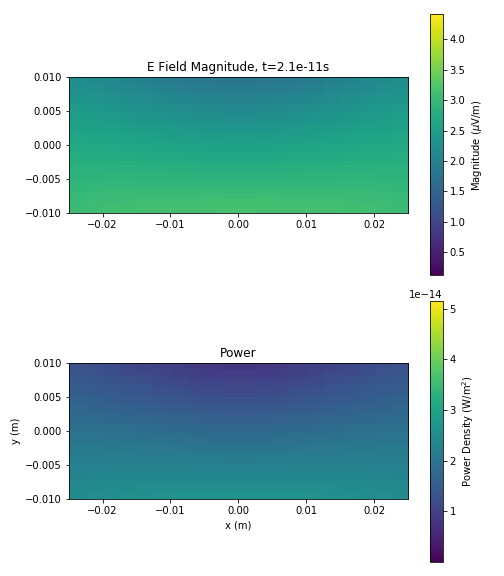 E Field Magnitude, t=2.1e-11s
0.010
0.005
0.000
−0.005
−0.010
−0.02 −0.01 0.00 0.01 0.02
4.0
3.5
3.0
2.5
2.0
1.5
1.0
0.5
Magnitude (μV/m)
Power
0.010
0.005
0.000
−0.005
−0.010
y (m)
−0.02 −0.01 0.00 0.01 0.02
x (m)
1e−14
5
4
3
2
1
Power Density (W/m²)